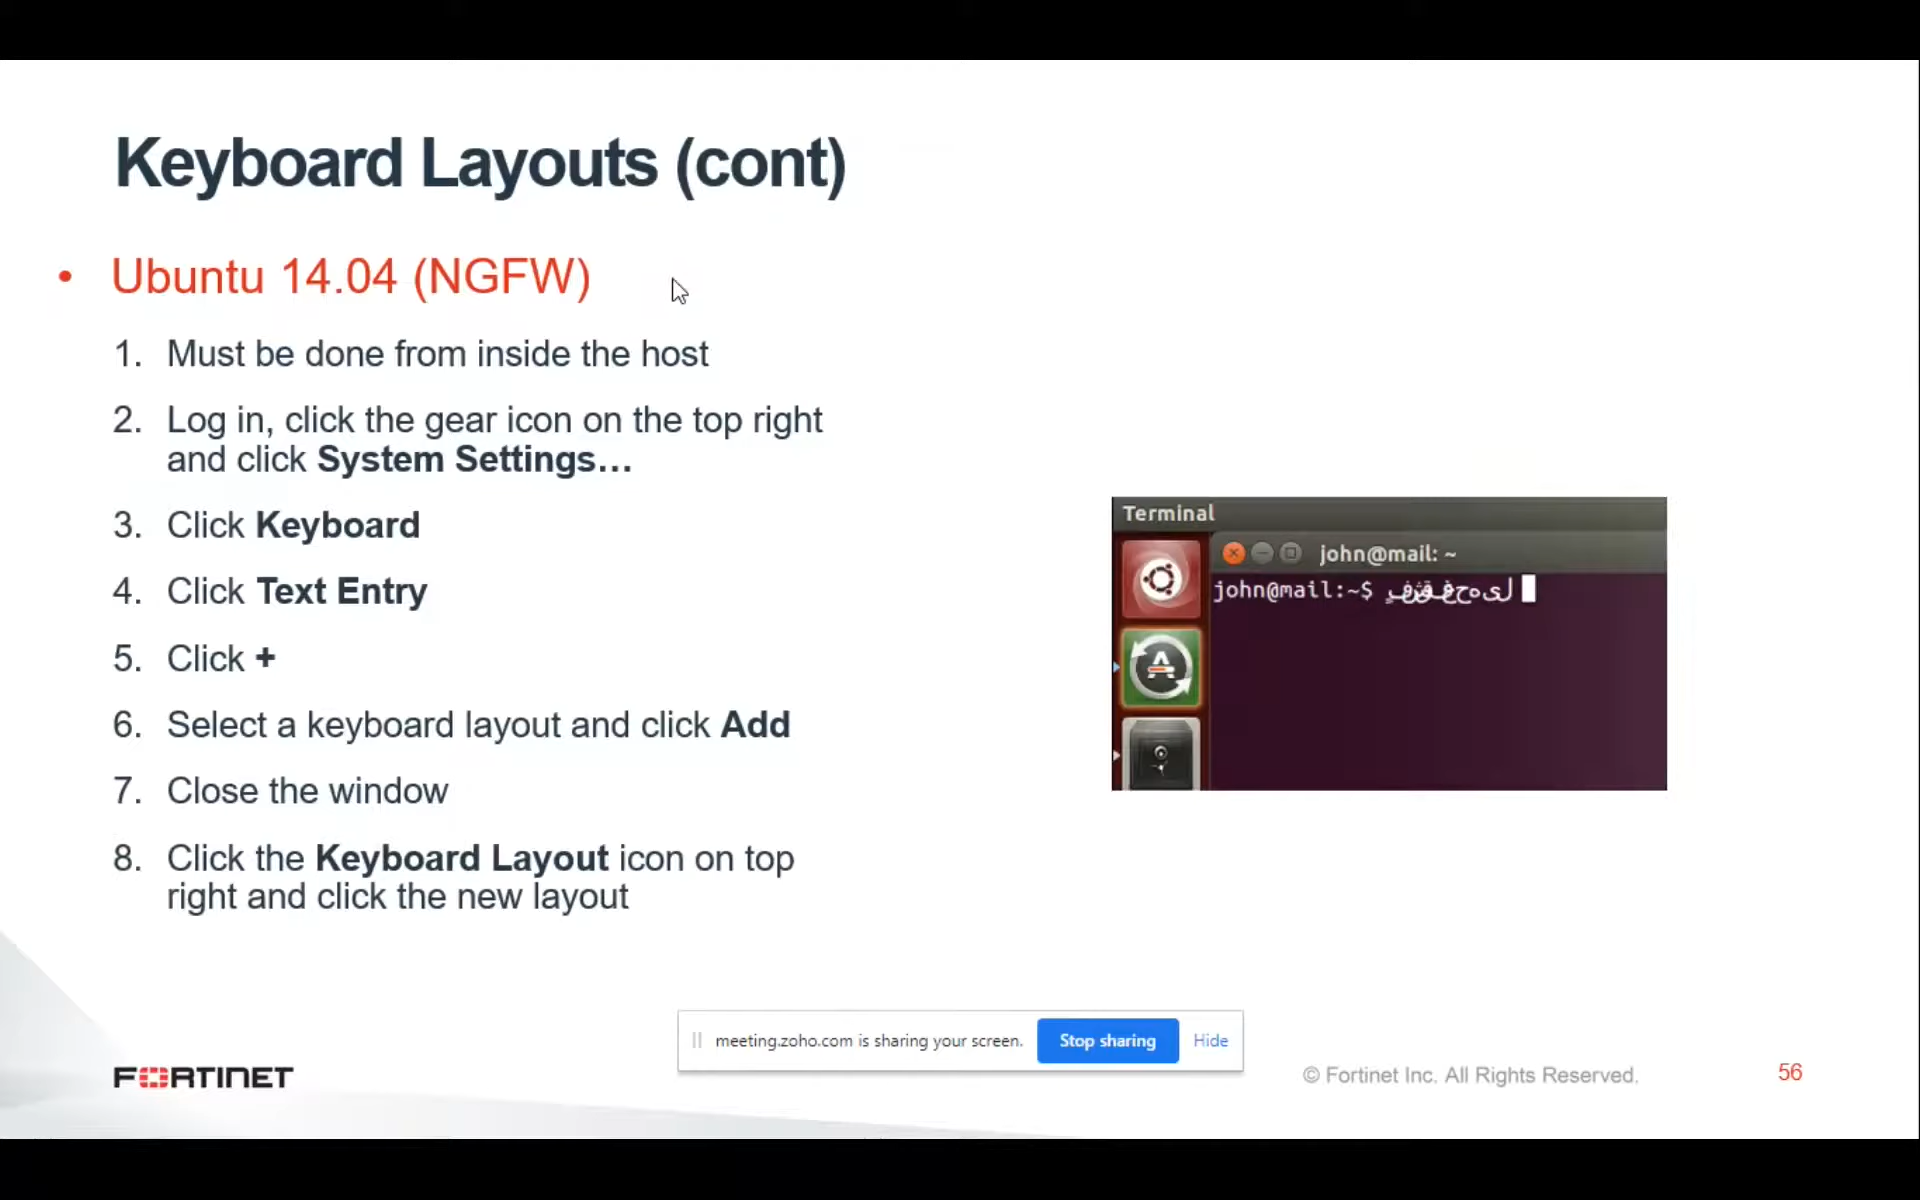 Keyboard Layouts (cont)
• Ubuntu 14.04 (NGFW)
1. Must be done from inside the host
2. Log in, click the gear icon on the top right
and click System Settings...
3. Click Keyboard
4. Click Text Entry
5. Click +
6. Select a keyboard layout and click Add
7. Close the window
8. Click the Keyboard Layout icon on top
right and click the new layout
Terminal
john@mail: ~
john@mail:~$
meeting.zoho.com is sharing your screen. Stop sharing Hide
FORTINET
© Fortinet Inc. All Rights Reserved.
56